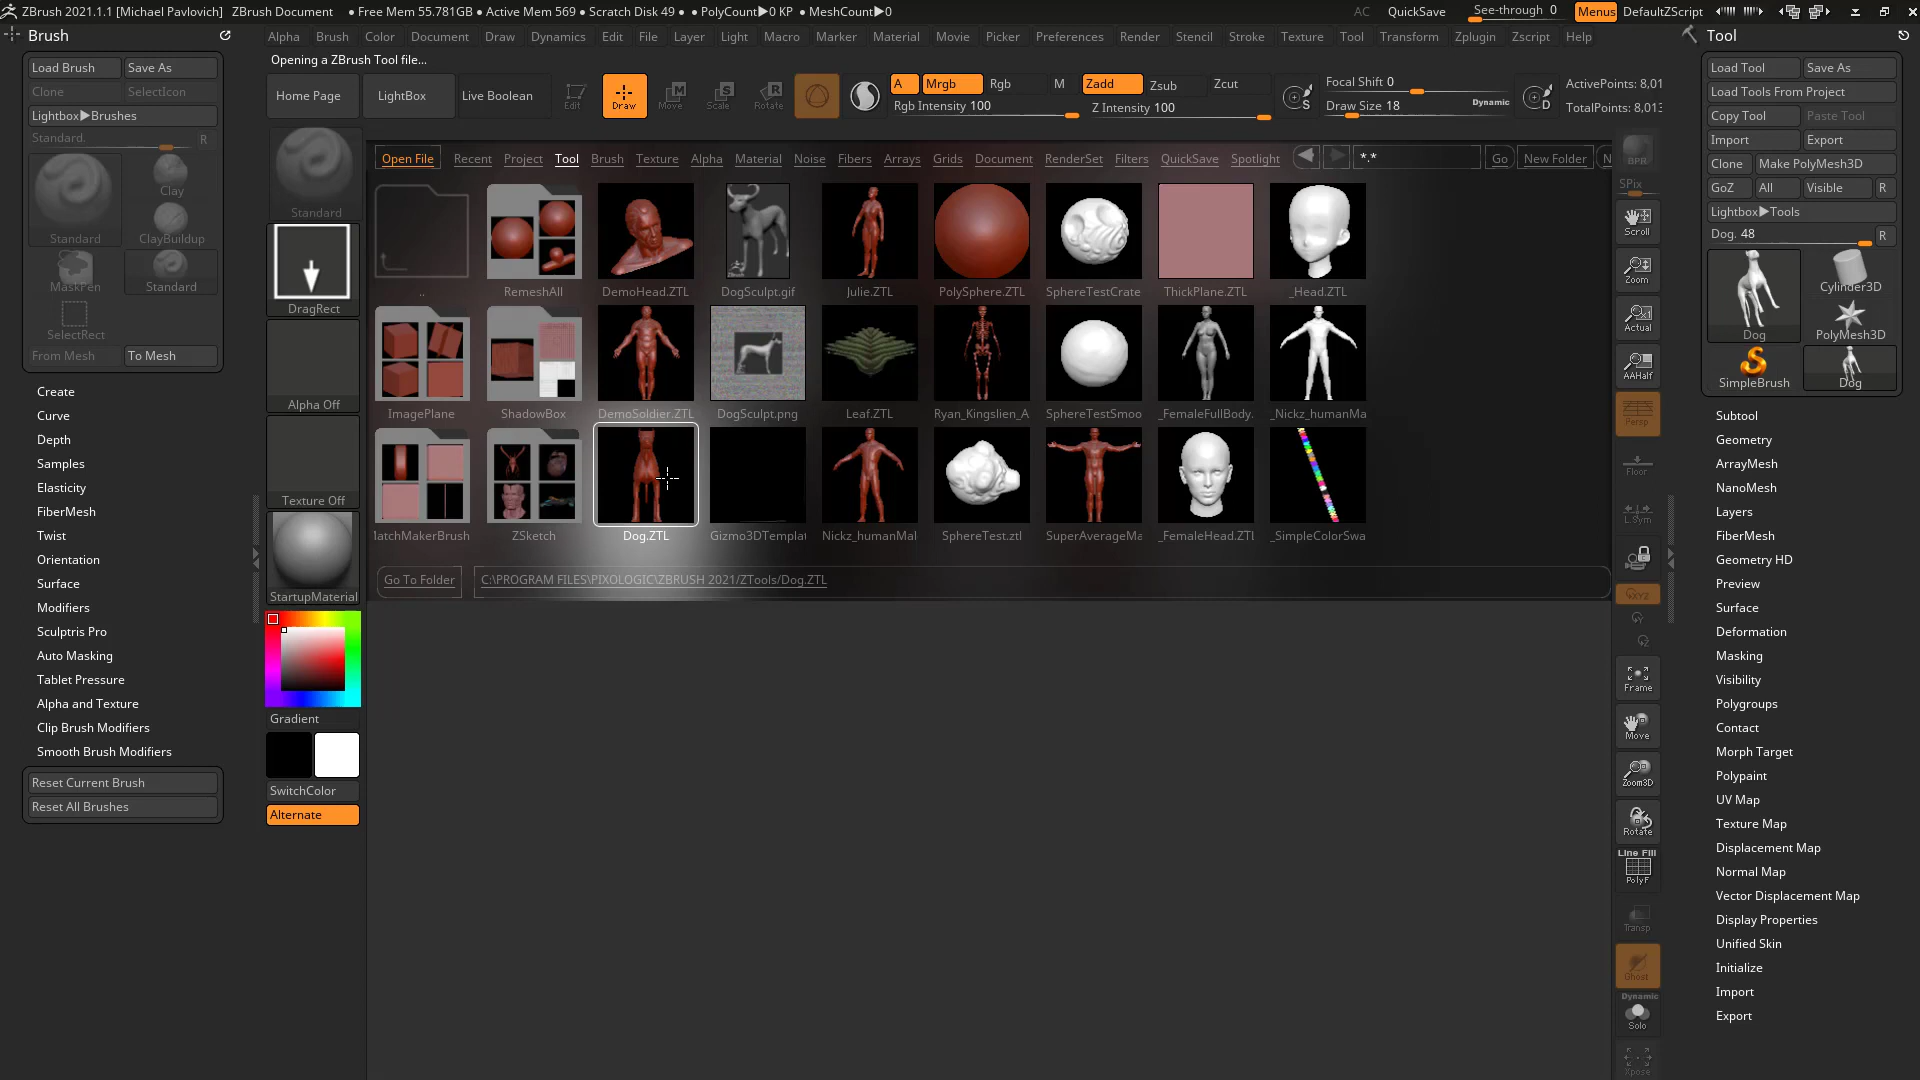 ZBrush 2021.1.1 [Michael Pavlovich] ZBrush Document • Free Mem 55.781GB • Active Mem 569 • Scratch Disk 49 • • PolyCount▶0 KP • MeshCount▶0 AC QuickSave See-through 0 Menus DefaultZScript
Brush
Alpha Brush Color Document Draw Dynamics Edit File Layer Light Macro Marker Material Movie Picker Preferences Render Stencil Stroke Texture Tool Transform Zplugin Zscript Help
Tool
Opening a ZBrush Tool file...
Load Brush Save As
Clone SelectIcon
Lightbox▶Brushes
Standard. R
Standard
Clay
ClayBuildup
MaskPen
Standard
SelectRect
From Mesh To Mesh
Create
Curve
Depth
Samples
Elasticity
FiberMesh
Twist
Orientation
Surface
Modifiers
Sculptris Pro
Auto Masking
Tablet Pressure
Alpha and Texture
Clip Brush Modifiers
Smooth Brush Modifiers
Reset Current Brush
Reset All Brushes
Home Page LightBox Live Boolean Edit Draw Move Scale Rotate
A Mrgb Rgb M Zadd Zsub Zcut
Rgb Intensity 100 Z Intensity 100
Focal Shift 0
Draw Size 18 Dynamic
S D
ActivePoints: 8,01
TotalPoints: 8,013
Standard
DragRect
Alpha Off
Texture Off
StartupMaterial
Gradient
SwitchColor
Alternate
Open File Recent Project Tool Brush Texture Alpha Material Noise Fibers Arrays Grids Document RenderSet Filters QuickSave Spotlight *.* Go New Folder N
.. RemeshAll DemoHead.ZTL DogSculpt.gif Julie.ZTL PolySphere.ZTL SphereTestCrate ThickPlane.ZTL _Head.ZTL
ImagePlane ShadowBox DemoSoldier.ZTL DogSculpt.png Leaf.ZTL Ryan_Kingslien_A SphereTestSmoo _FemaleFullBody. _Nickz_humanMa
MatchMakerBrush ZSketch Dog.ZTL Gizmo3DTemplat Nickz_humanMal SphereTest.ztl SuperAverageMa _FemaleHead.ZTL _SimpleColorSwa
Go To Folder C:\PROGRAM FILES\PIXOLOGIC\ZBRUSH 2021/ZTools/Dog.ZTL
BPR
SPix
Scroll
Zoom
Actual
AAHalf
Persp
Floor
L.Sym
XYZ
Frame
Move
Zoom3D
Rotate
Line Fill
PolyF
Transp
Ghost
Dynamic
Solo
Xpose
Load Tool Save As
Load Tools From Project
Copy Tool Paste Tool
Import Export
Clone Make PolyMesh3D
GoZ All Visible R
Lightbox▶Tools
Dog. 48 R
Dog
Cylinder3D
PolyMesh3D
SimpleBrush
Dog
Subtool
Geometry
ArrayMesh
NanoMesh
Layers
FiberMesh
Geometry HD
Preview
Surface
Deformation
Masking
Visibility
Polygroups
Contact
Morph Target
Polypaint
UV Map
Texture Map
Displacement Map
Normal Map
Vector Displacement Map
Display Properties
Unified Skin
Initialize
Import
Export